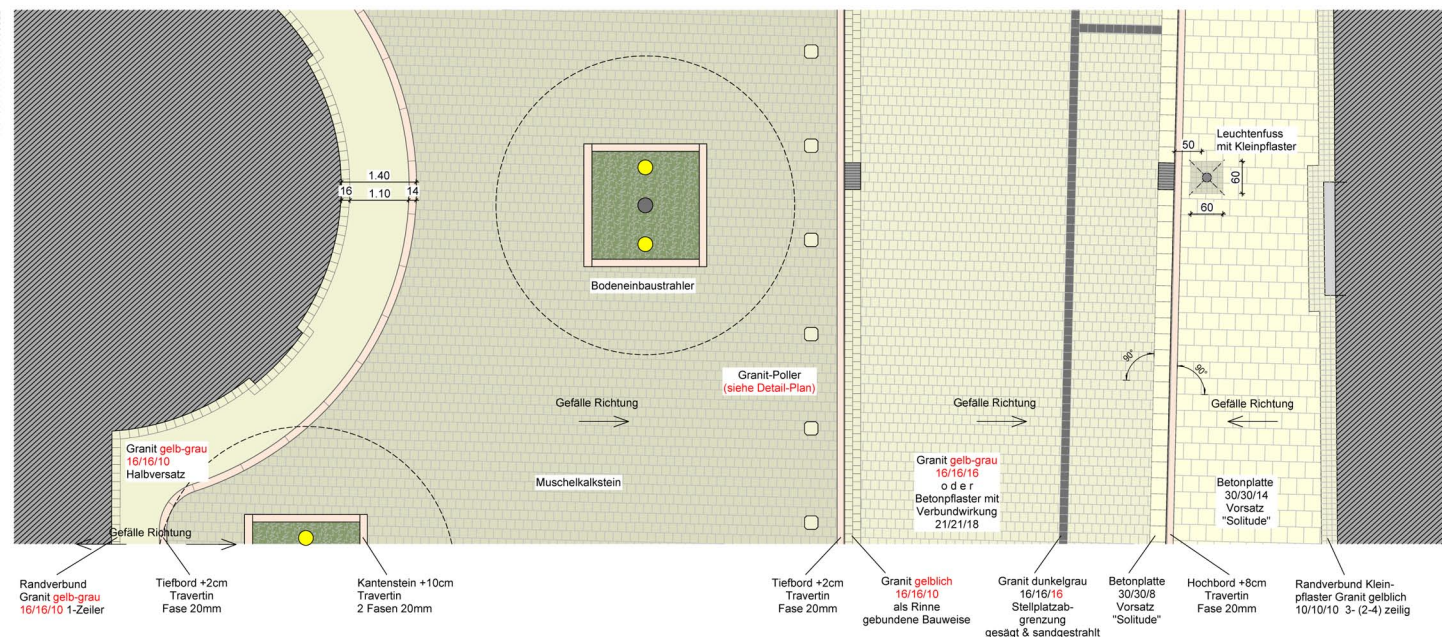 1.40
16
14
1.10
Bodeneinbaustrahler
Leuchtenfuss
mit Kleinpflaster
50
60
60
90°
90°
Granit-Poller
(siehe Detail-Plan)
Gefälle Richtung
Gefälle Richtung
Gefälle Richtung
Granit gelb-grau
16/16/10
Halbversatz
Muschelkalkstein
Granit gelb-grau
16/16/16
o d e r
Betonpflaster mit
Verbundwirkung
21/21/18
Betonplatte
30/30/14
Vorsatz
"Solitude"
Gefälle Richtung
Randverbund
Granit gelb-grau
16/16/10 1-Zeiler
Tiefbord +2cm
Travertin
Fase 20mm
Kantenstein +10cm
Travertin
2 Fasen 20mm
Tiefbord +2cm
Travertin
Fase 20mm
Granit gelblich
16/16/10
als Rinne
gebundene Bauweise
Granit dunkelgrau
16/16/16
Stellplatzab-
grenzung
gesägt & sandgestrahlt
Betonplatte
30/30/8
Vorsatz
"Solitude"
Hochbord +8cm
Travertin
Fase 20mm
Randverbund Klein-
pflaster Granit gelblich
10/10/10 3- (2-4) zeilig